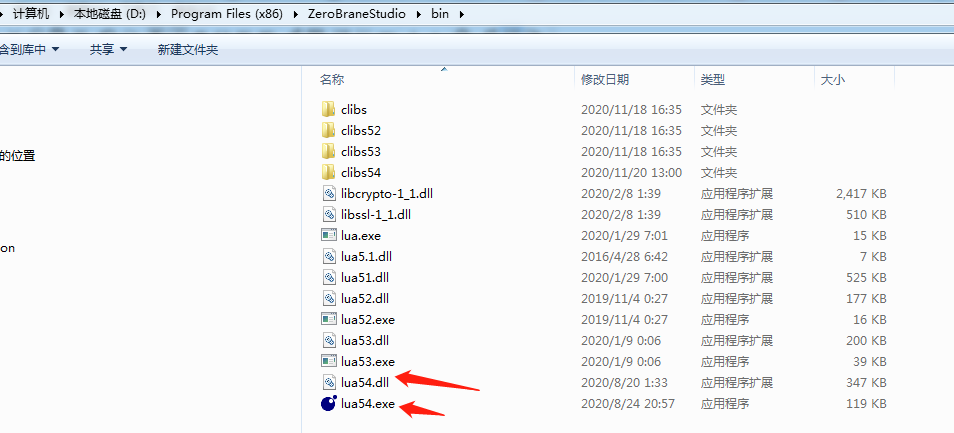 计算机 本地磁盘 (D:) Program Files (x86) ZeroBraneStudio bin
含到库中 共享 新建文件夹
名称 修改日期 类型 大小
clibs 2020/11/18 16:35 文件夹
clibs52 2020/11/18 16:35 文件夹
的位置 clibs53 2020/11/18 16:35 文件夹
clibs54 2020/11/20 13:00 文件夹
libcrypto-1_1.dll 2020/2/8 1:39 应用程序扩展 2,417 KB
libssl-1_1.dll 2020/2/8 1:39 应用程序扩展 510 KB
lua.exe 2020/1/29 7:01 应用程序 15 KB
on lua5.1.dll 2016/4/28 6:42 应用程序扩展 7 KB
lua51.dll 2020/1/29 7:00 应用程序扩展 525 KB
lua52.dll 2019/11/4 0:27 应用程序扩展 177 KB
lua52.exe 2019/11/4 0:27 应用程序 16 KB
lua53.dll 2020/1/9 0:06 应用程序扩展 200 KB
lua53.exe 2020/1/9 0:06 应用程序 39 KB
lua54.dll 2020/8/20 1:33 应用程序扩展 347 KB
lua54.exe 2020/8/24 20:57 应用程序 119 KB